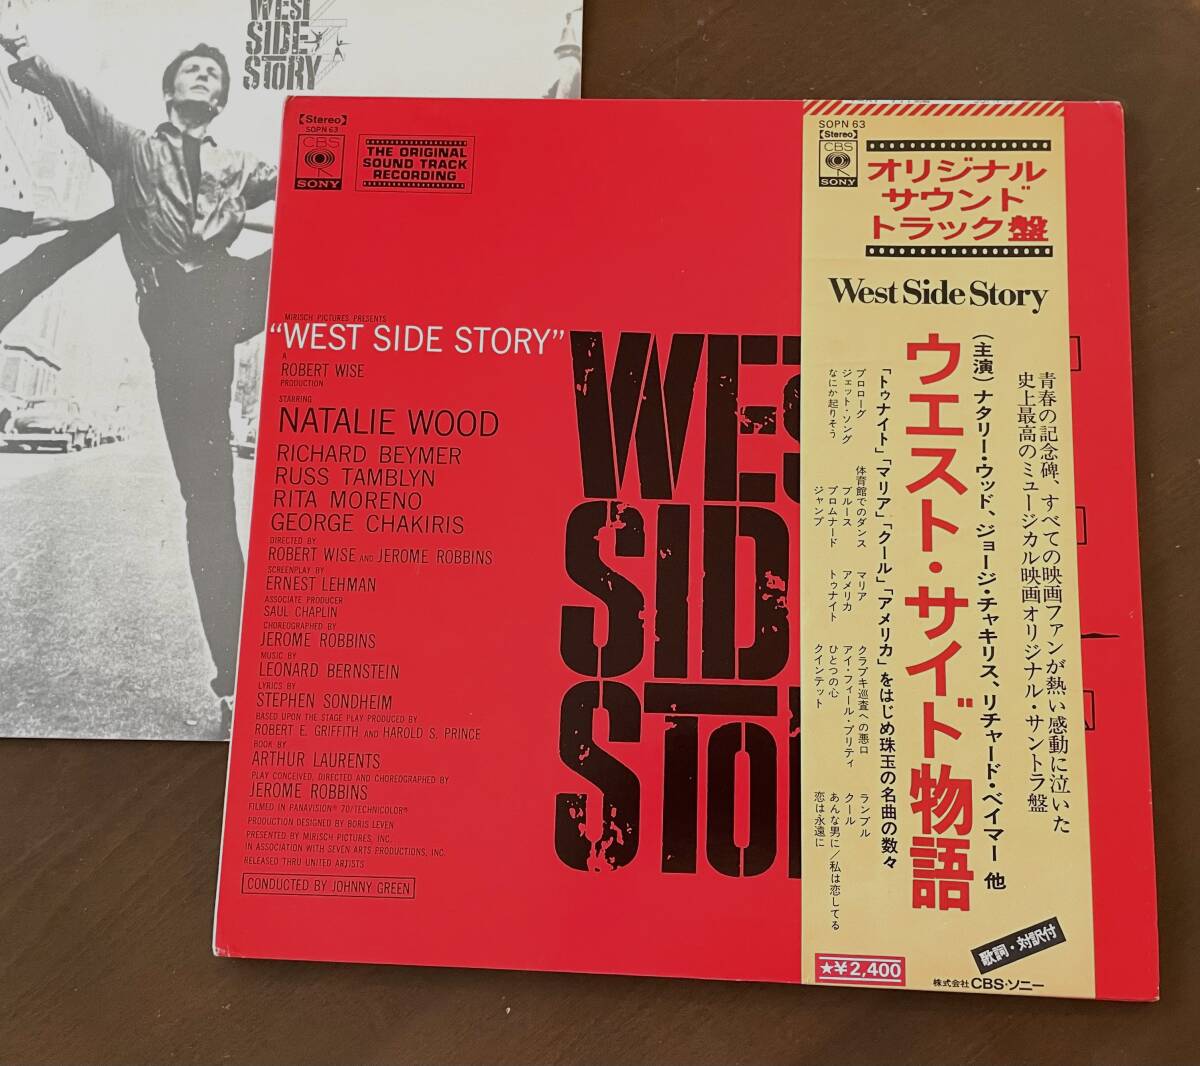 WEST
SIDE
STORY
[Stereo]
SOPN 63
CBS
SONY
THE ORIGINAL
SOUND TRACK
RECORDING
MIRISCH PICTURES PRESENTS
"WEST SIDE STORY"
A
ROBERT WISE
PRODUCTION
STARRING
NATALIE WOOD
RICHARD BEYMER
RUSS TAMBLYN
RITA MORENO
GEORGE CHAKIRIS
DIRECTED BY
ROBERT WISE AND JEROME ROBBINS
SCREENPLAY BY
ERNEST LEHMAN
ASSOCIATE PRODUCER
SAUL CHAPLIN
CHOREOGRAPHED BY
JEROME ROBBINS
MUSIC BY
LEONARD BERNSTEIN
LYRICS BY
STEPHEN SONDHEIM
BASED UPON THE STAGE PLAY PRODUCED BY
ROBERT E. GRIFFITH AND HAROLD S. PRINCE
BOOK BY
ARTHUR LAURENTS
PLAY CONCEIVED, DIRECTED AND CHOREOGRAPHED BY
JEROME ROBBINS
FILMED IN PANAVISION® 70/TECHNICOLOR®
PRODUCTION DESIGNED BY BORIS LEVEN
PRESENTED BY MIRISCH PICTURES, INC.
IN ASSOCIATION WITH SEVEN ARTS PRODUCTIONS, INC.
RELEASED THRU UNITED ARTISTS
CONDUCTED BY JOHNNY GREEN
WES
SID
STO
SOPN 63
[Stereo]
CBS
SONY
オリジナル
サウンド
トラック盤
West Side Story
青春の記念碑、すべての映画ファンが熱い感動に泣いた
史上最高のミュージカル映画オリジナル・サントラ盤
(主演)ナタリー・ウッド、ジョージ・チャキリス、リチャード・ベイマー 他
ウエスト・サイド物語
「トゥナイト」「マリア」「クール」「アメリカ」をはじめ珠玉の名曲の数々
プロローグ
ジェット・ソング
なにか起りそう
体育館でのダンス
ブルース
プロムナード
ジャンプ
マリア
アメリカ
トゥナイト
クラプキ巡査への悪口
アイ・フィール・プリティ
ひとつの心
クインテット
ランブル
クール
あんな男に/私は恋してる
恋は永遠に
歌詞・対訳付
★¥2,400
株式会社CBS・ソニー